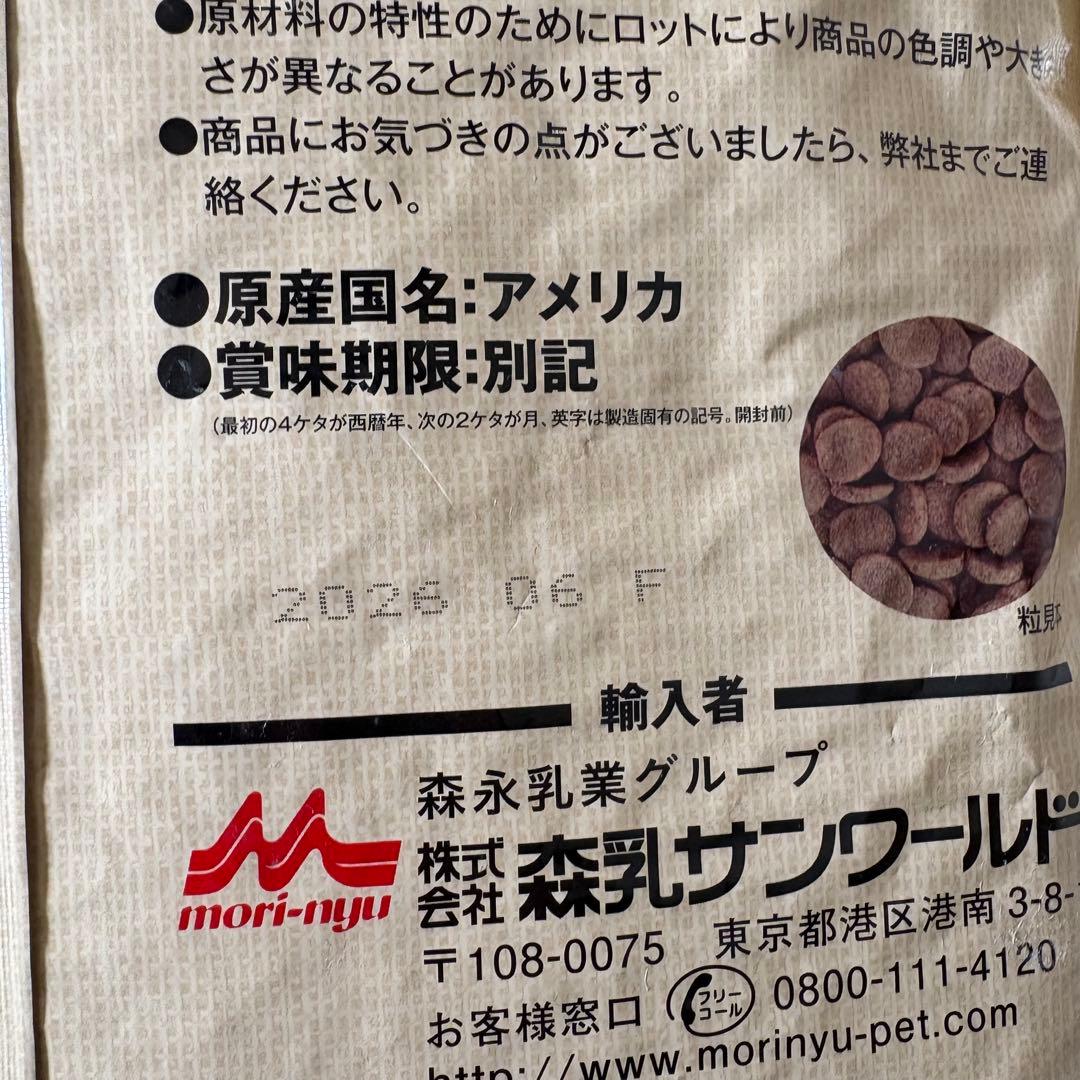 ●原材料の特性のためにロットにより商品の色調や大き
さが異なることがあります。
●商品にお気づきの点がございましたら、弊社までご連
絡ください。
●原産国名:アメリカ
●賞味期限:別記
(最初の4ケタが西暦年、次の2ケタが月、英字は製造固有の記号。開封前)
2026 06 F
粒見本
輸入者
森永乳業グループ
mori-nyu
株式会社 森乳サンワールド
〒108-0075 東京都港区港南 3-8-
お客様窓口 フリーコール 0800-111-4120
http://www.morinyu-pet.com